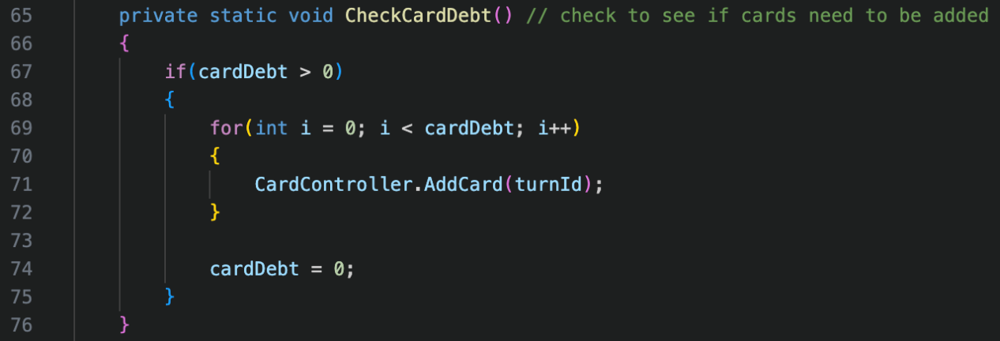 65 private static void CheckCardDebt() // check to see if cards need to be added
66 {
67 if(cardDebt > 0)
68 {
69 for(int i = 0; i < cardDebt; i++)
70 {
71 CardController.AddCard(turnId);
72 }
73
74 cardDebt = 0;
75 }
76 }